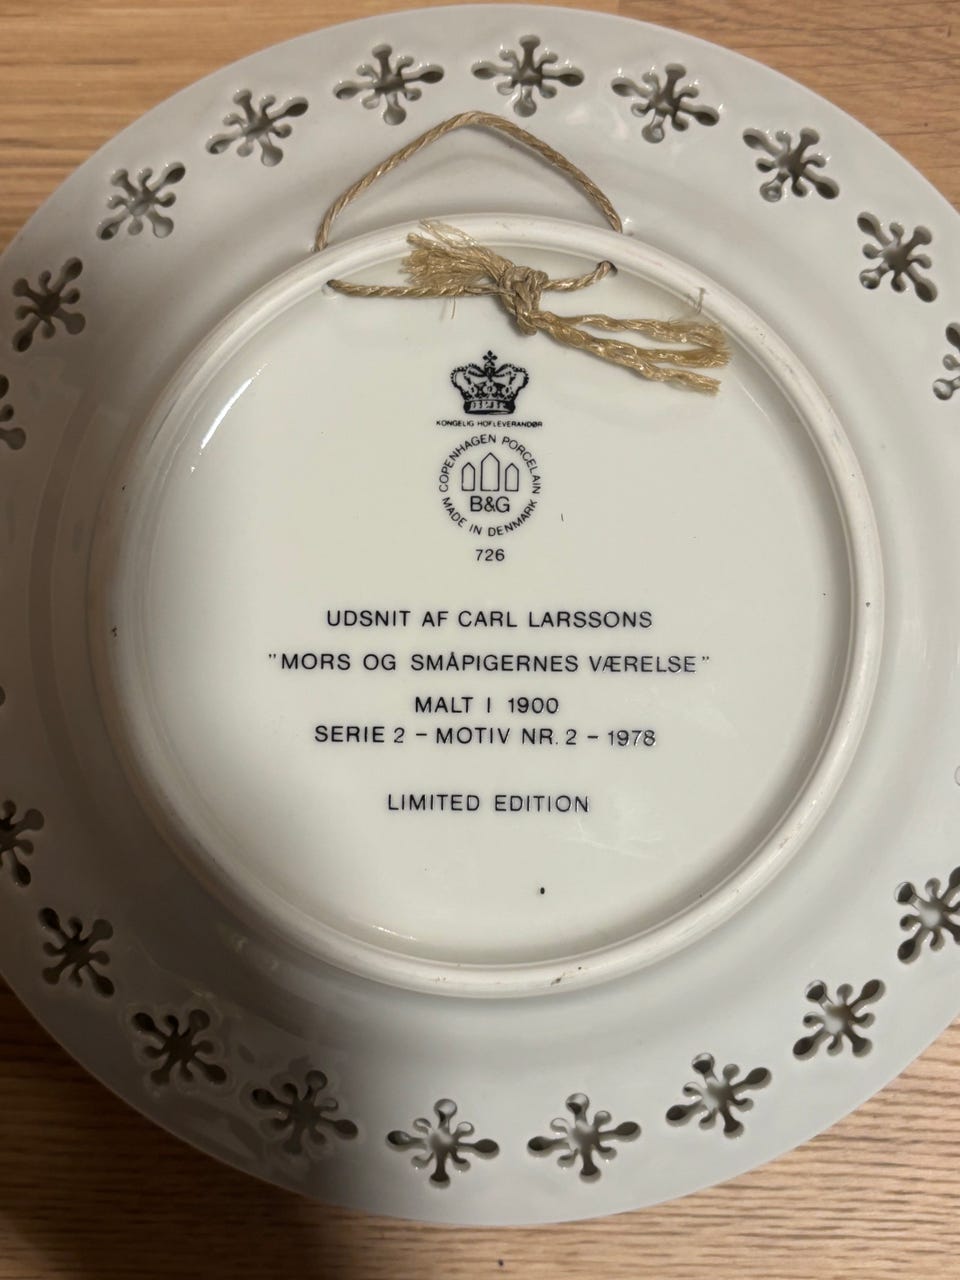 KONGELIG HOFLEVERANDØR
COPENHAGEN PORCELAIN
B&G
MADE IN DENMARK
726
UDSNIT AF CARL LARSSONS
"MORS OG SMÅPIGERNES VÆRELSE"
MALT I 1900
SERIE 2 – MOTIV NR. 2 – 1978
LIMITED EDITION